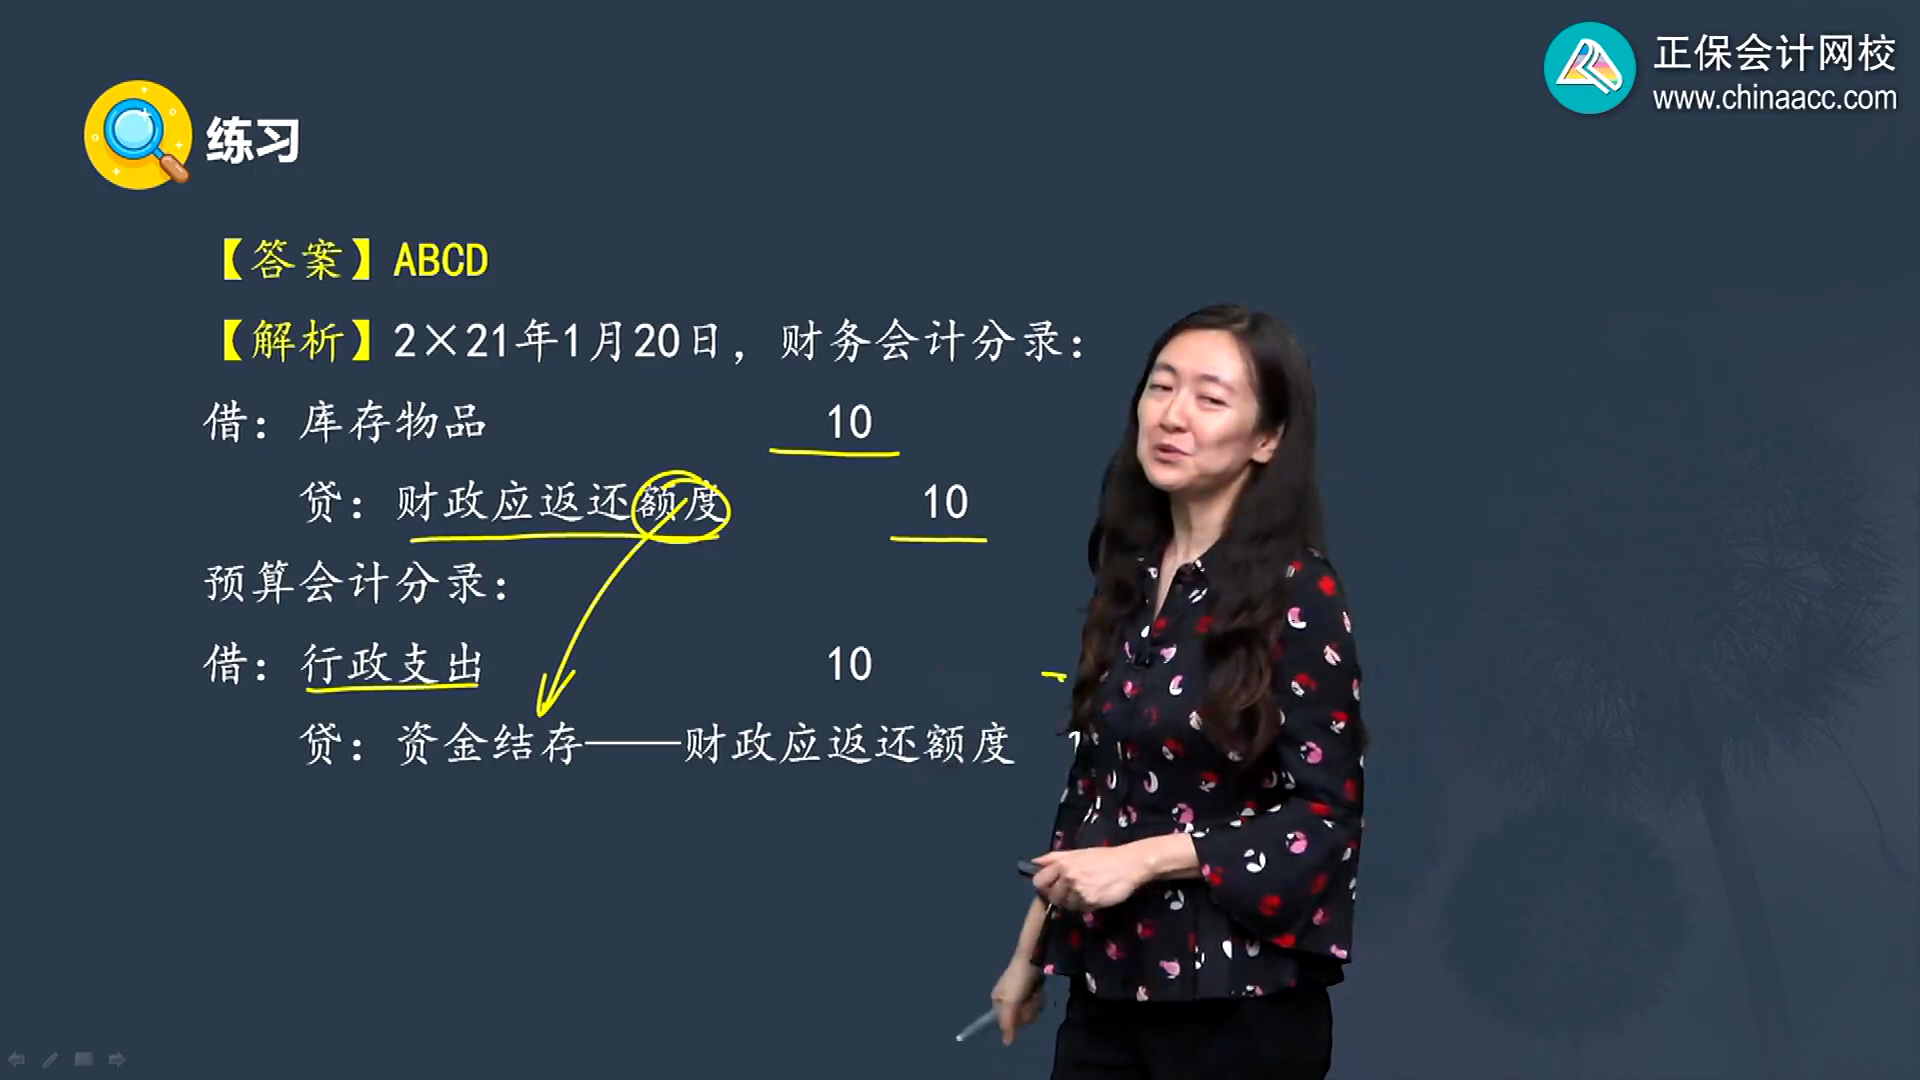 正保会计网校
www.chinaacc.com
练习
【答案】ABCD
【解析】2×21年1月20日，财务会计分录：
借：库存物品 10
贷：财政应返还额度 10
预算会计分录：
借：行政支出 10
贷：资金结存——财政应返还额度 1